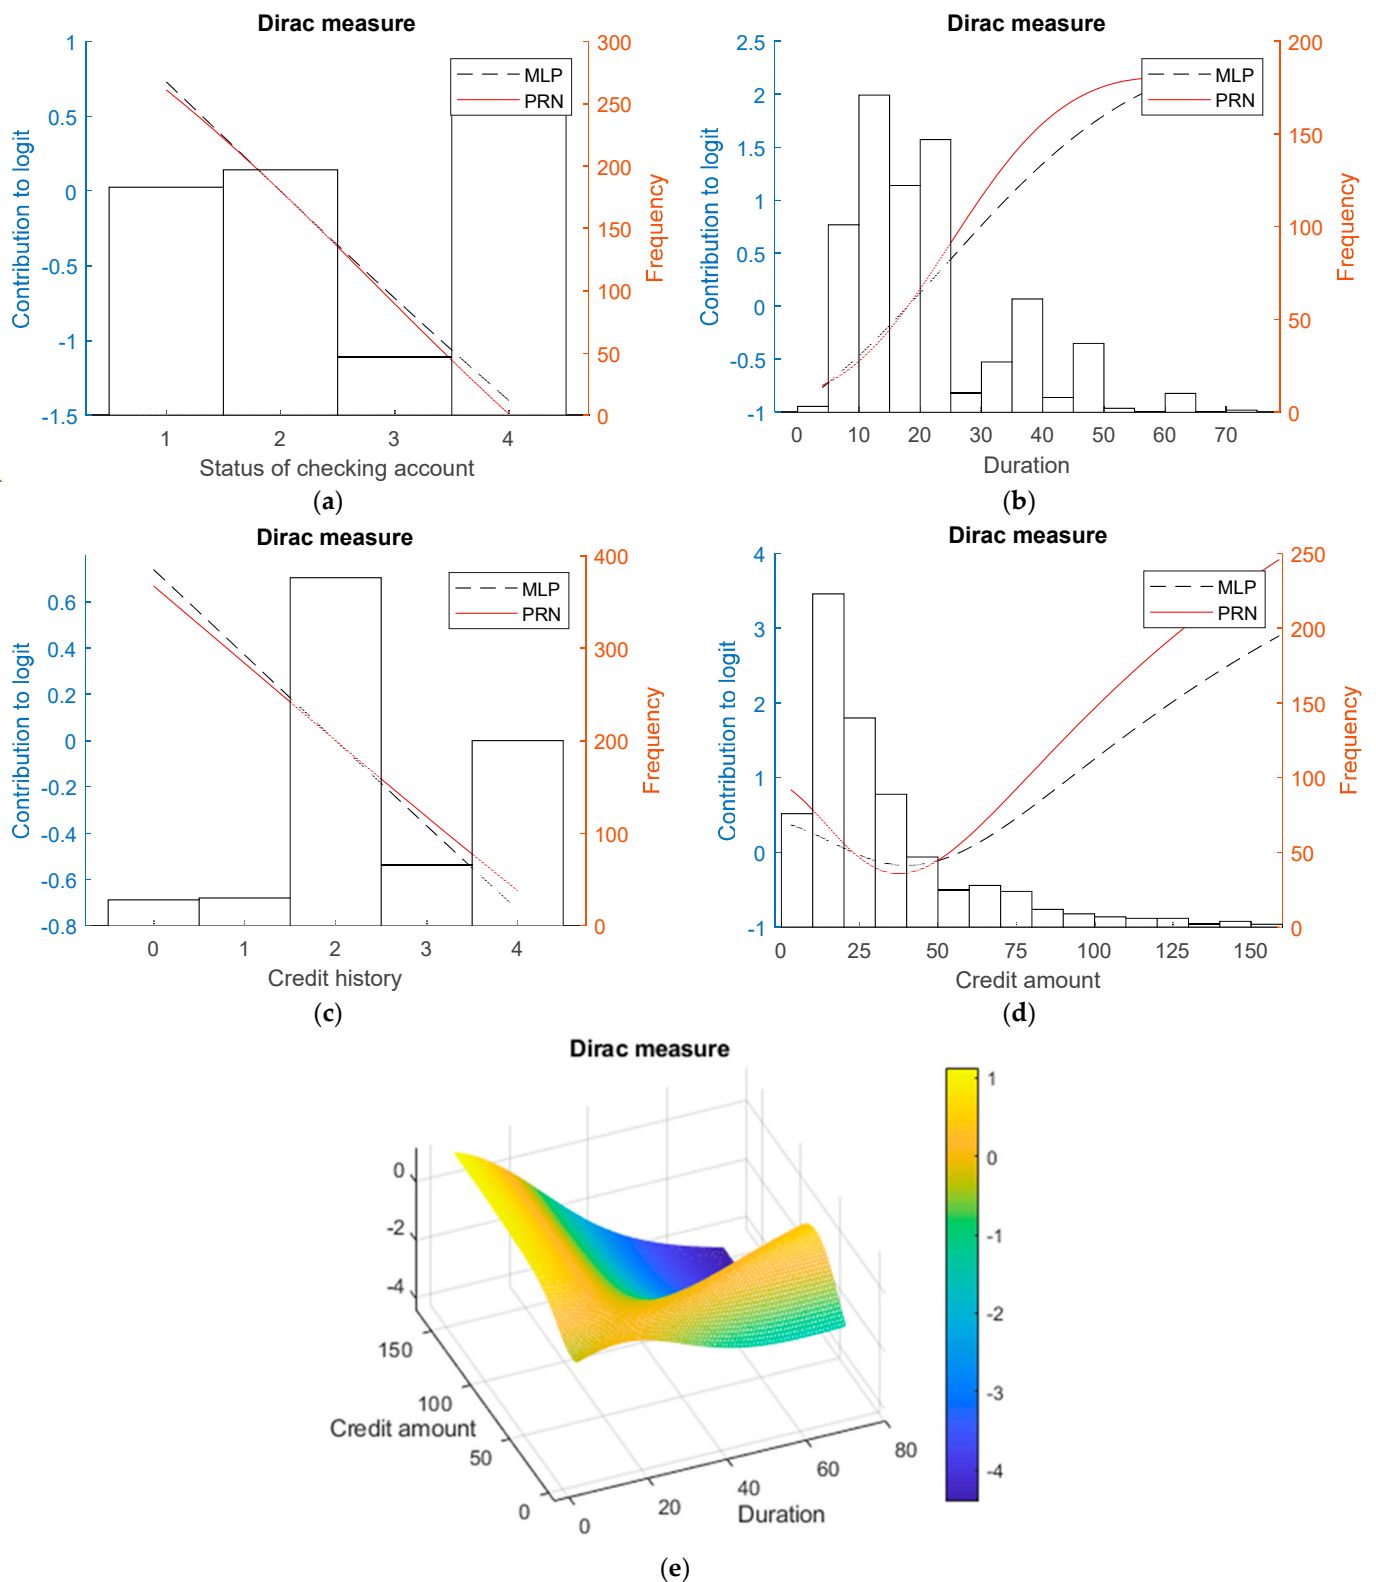 Dirac measure
1
0.5
0
-0.5
-1
-1.5
Contribution to logit
300
250
200
150
100
50
0
Frequency
MLP
PRN
1 2 3 4
Status of checking account
(a)
Dirac measure
2.5
2
1.5
1
0.5
0
-0.5
-1
Contribution to logit
200
150
100
50
0
Frequency
MLP
PRN
0 10 20 30 40 50 60 70
Duration
(b)
Dirac measure
0.6
0.4
0.2
0
-0.2
-0.4
-0.6
-0.8
Contribution to logit
400
300
200
100
0
Frequency
MLP
PRN
0 1 2 3 4
Credit history
(c)
Dirac measure
4
3
2
1
0
-1
Contribution to logit
250
200
150
100
50
0
Frequency
MLP
PRN
0 25 50 75 100 125 150
Credit amount
(d)
Dirac measure
0
-2
-4
150
100
50
0
Credit amount
0
20
40
60
80
Duration
1
0
-1
-2
-3
-4
(e)